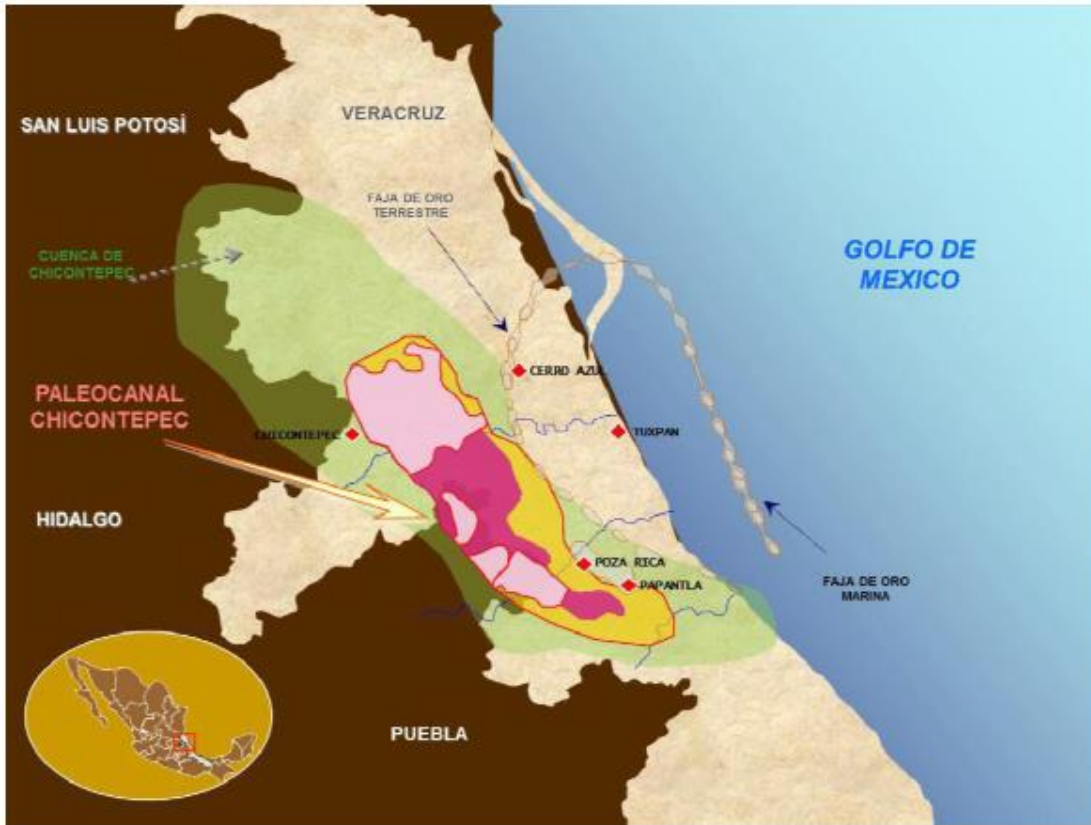 SAN LUIS POTOSÍ
VERACRUZ
FAJA DE ORO
TERRESTRE
CUENCA DE
CHICONTEPEC
GOLFO DE
MEXICO
CERRO AZUL
PALEOCANAL
CHICONTEPEC
CHICONTEPEC
TUXPAN
HIDALGO
POZA RICA
PAPANTLA
FAJA DE ORO
MARINA
PUEBLA